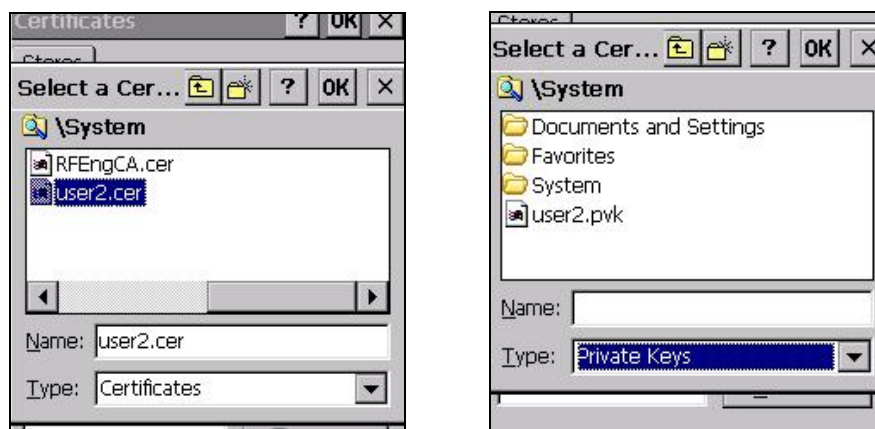 Certificates ? OK ×
Stores
Select a Cer... ? OK ×
\System
RFEngCA.cer
user2.cer
Name: user2.cer
Type: Certificates
Stores
Select a Cer... ? OK ×
\System
Documents and Settings
Favorites
System
user2.pvk
Name:
Type: Private Keys